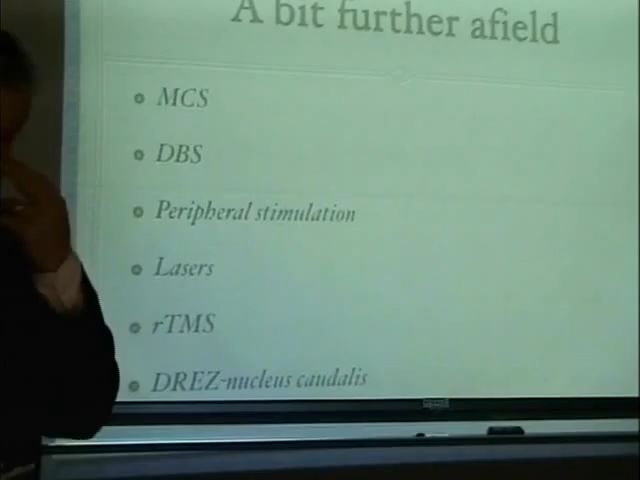 A bit further afield
MCS
DBS
Peripheral stimulation
Lasers
rTMS
DREZ-nucleus caudalis